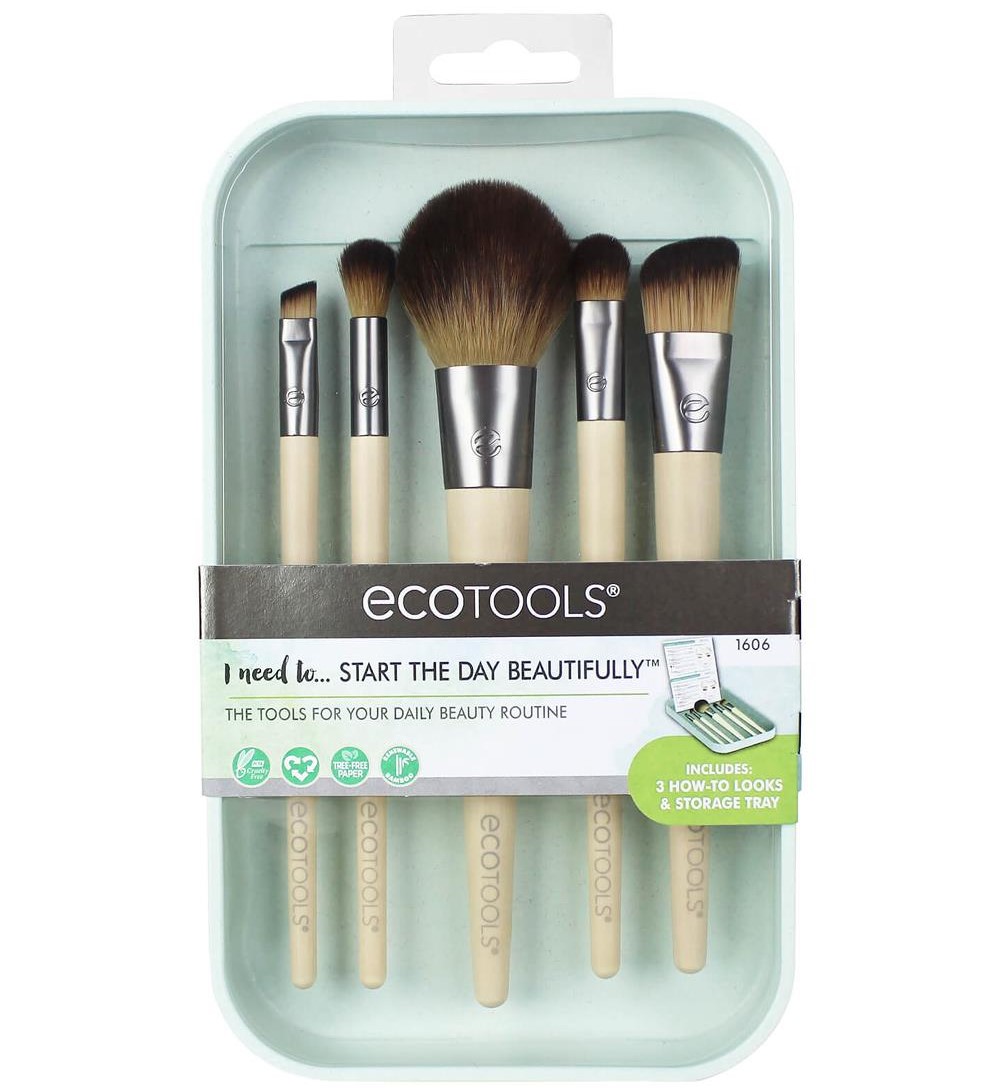 ecoTOOLS®
1606
I need to... START THE DAY BEAUTIFULLY™
THE TOOLS FOR YOUR DAILY BEAUTY ROUTINE
Cruelty
Free
TREE-FREE
PAPER
RENEWABLE
BAMBOO
INCLUDES:
3 HOW-TO LOOKS
& STORAGE TRAY
ecoTOOLS®
ecoTOOLS®
ecoTOOLS®
ecoTOOLS®
OTOOLS®